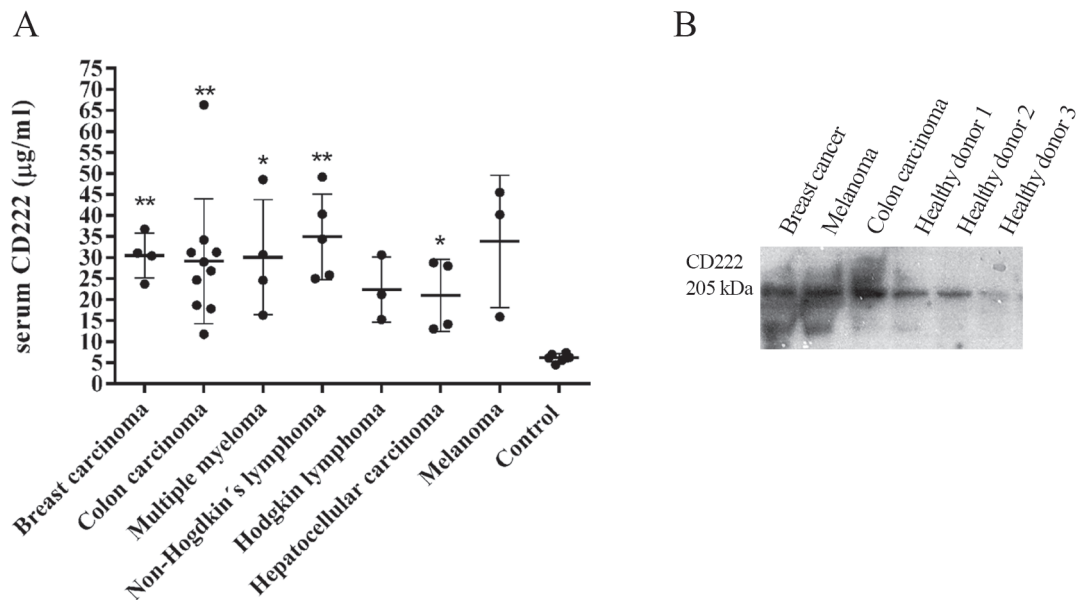 A
serum CD222 (µg/ml)
75
70
65
60
55
50
45
40
35
30
25
20
15
10
5
0
**
**
*
**
*
Breast carcinoma
Colon carcinoma
Multiple myeloma
Non-Hogdkin´s lymphoma
Hodgkin lymphoma
Hepatocellular carcinoma
Melanoma
Control
B
Breast cancer
Melanoma
Colon carcinoma
Healthy donor 1
Healthy donor 2
Healthy donor 3
CD222
205 kDa